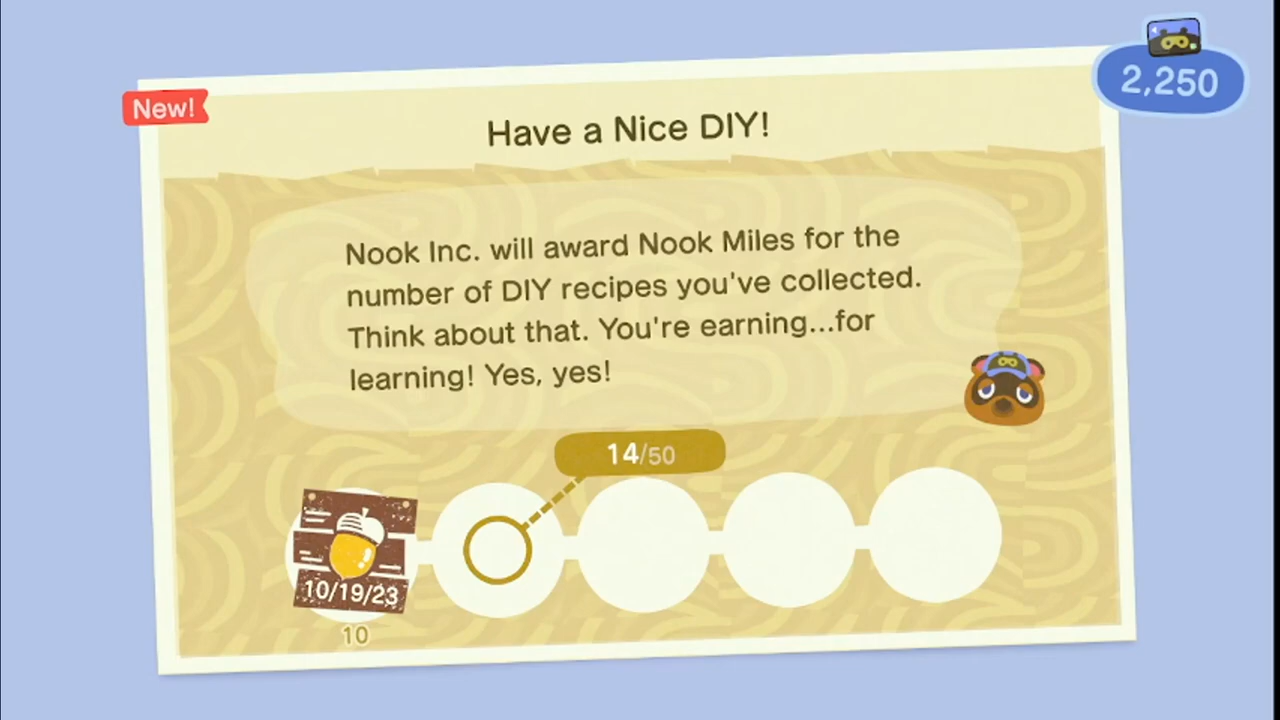 2,250
New!
Have a Nice DIY!
Nook Inc. will award Nook Miles for the
number of DIY recipes you've collected.
Think about that. You're earning...for
learning! Yes, yes!
14/50
10/19/23
10